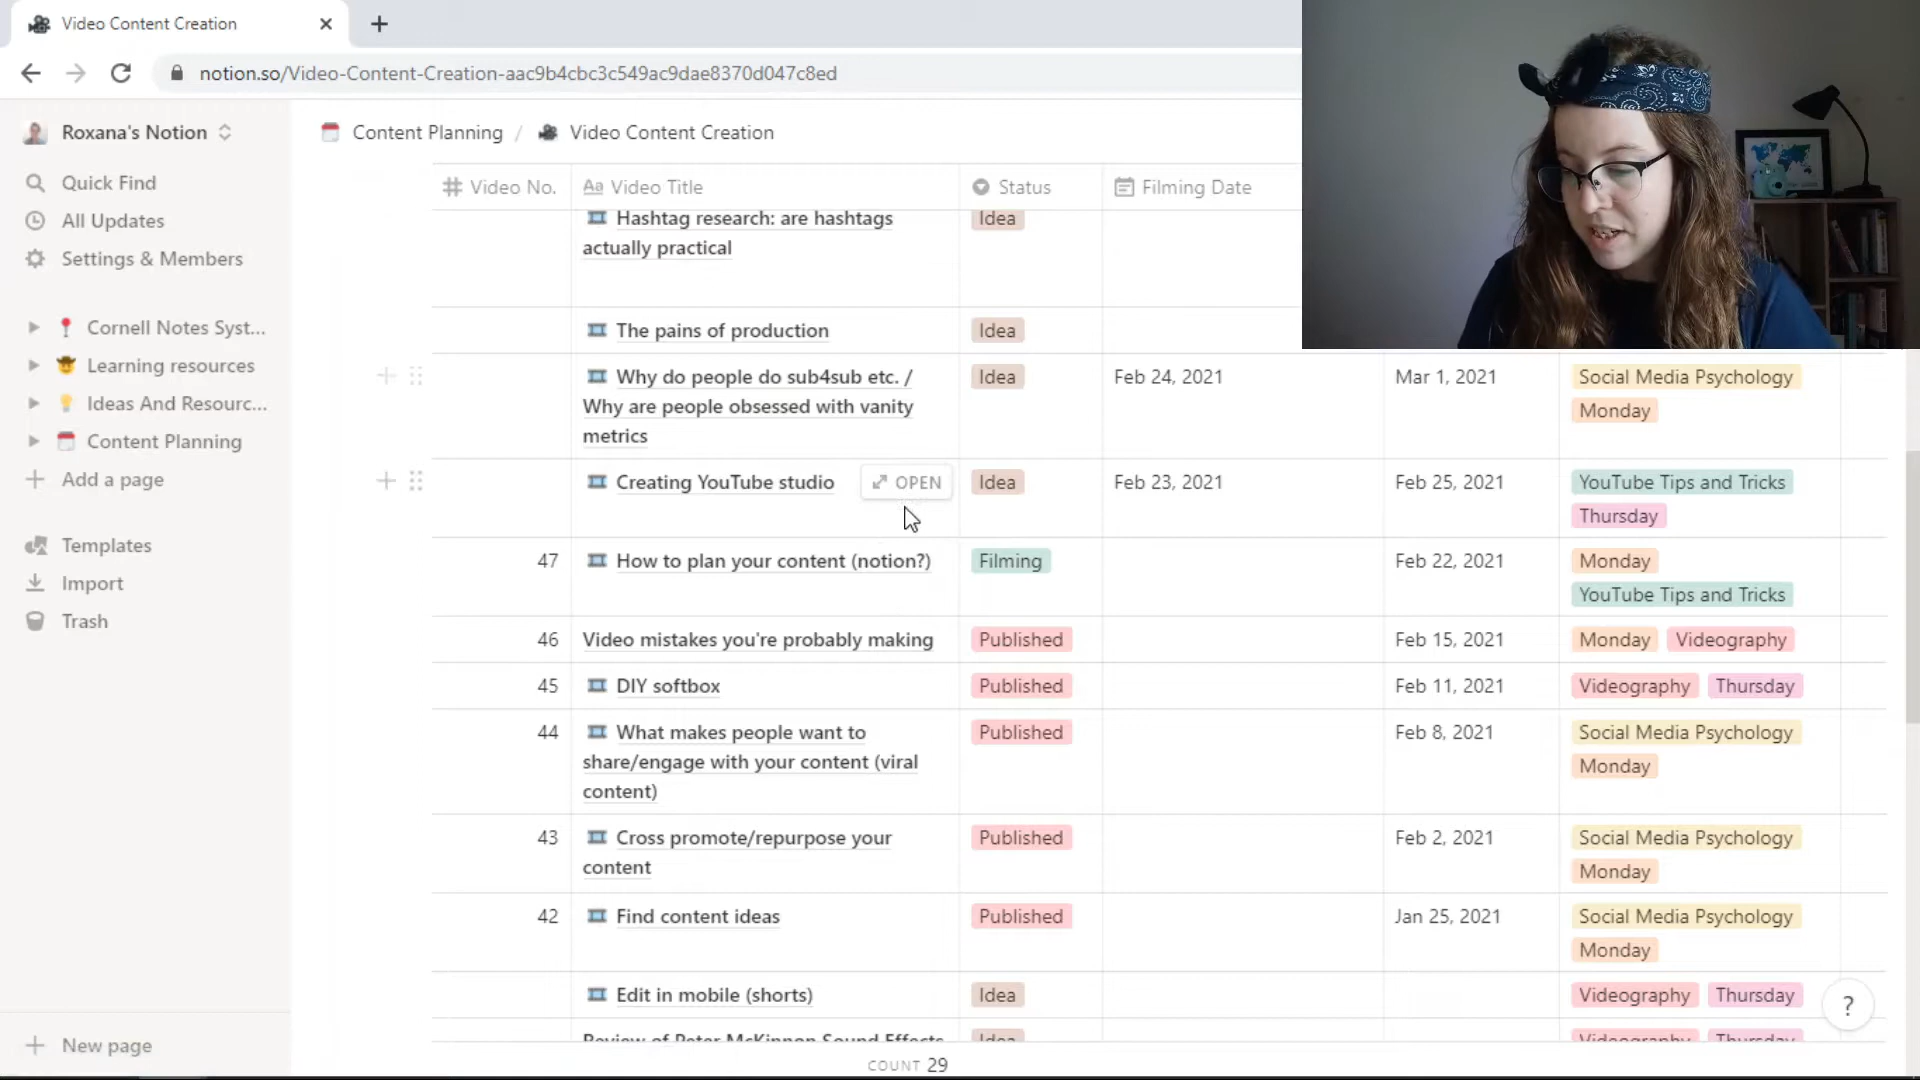 Video Content Creation
notion.so/Video-Content-Creation-aac9b4cbc3c549ac9dae8370d047c8ed
Roxana's Notion
Quick Find
All Updates
Settings & Members
Cornell Notes Syst...
Learning resources
Ideas And Resourc...
Content Planning
Add a page
Templates
Import
Trash
New page
Content Planning / Video Content Creation
Video No. Aa Video Title Status Filming Date
Hashtag research: are hashtags Idea
actually practical
The pains of production Idea
Why do people do sub4sub etc. / Idea Feb 24, 2021 Mar 1, 2021 Social Media Psychology
Why are people obsessed with vanity Monday
metrics
Creating YouTube studio OPEN Idea Feb 23, 2021 Feb 25, 2021 YouTube Tips and Tricks
Thursday
47 How to plan your content (notion?) Filming Feb 22, 2021 Monday
YouTube Tips and Tricks
46 Video mistakes you're probably making Published Feb 15, 2021 Monday Videography
45 DIY softbox Published Feb 11, 2021 Videography Thursday
44 What makes people want to Published Feb 8, 2021 Social Media Psychology
share/engage with your content (viral Monday
content)
43 Cross promote/repurpose your Published Feb 2, 2021 Social Media Psychology
content Monday
42 Find content ideas Published Jan 25, 2021 Social Media Psychology
Monday
Edit in mobile (shorts) Idea Videography Thursday
Review of Peter McKinnon Sound Effects Idea Videography Thursday
COUNT 29
?